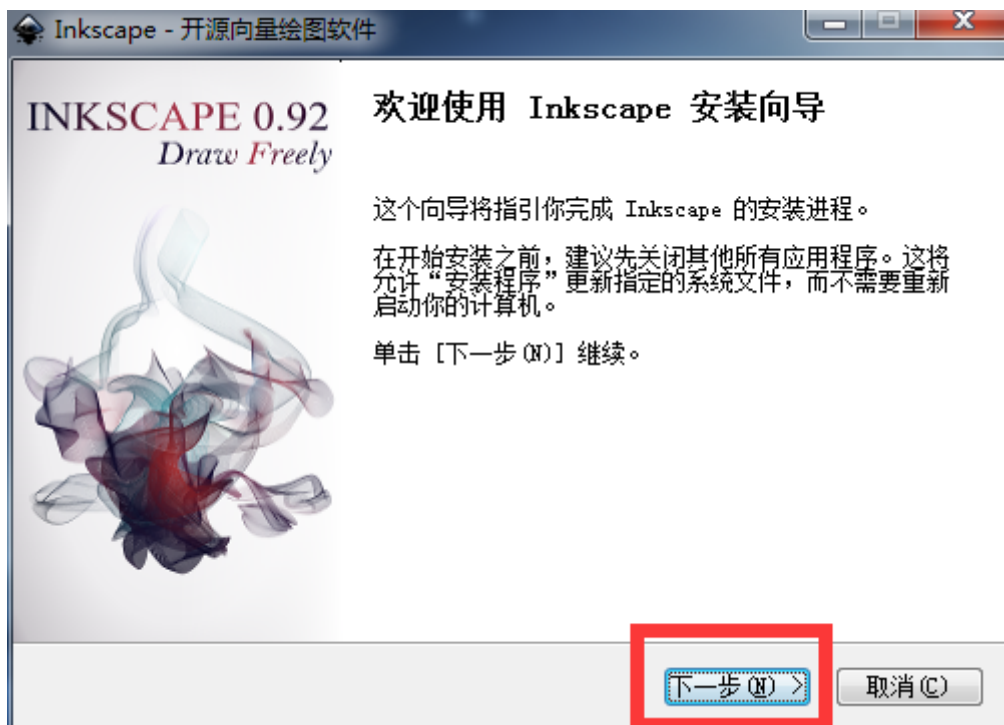 Inkscape - 开源向量绘图软件
INKSCAPE 0.92
Draw Freely
欢迎使用 Inkscape 安装向导
这个向导将指引你完成 Inkscape 的安装进程。
在开始安装之前，建议先关闭其他所有应用程序。这将
允许“安装程序”更新指定的系统文件，而不需要重新
启动你的计算机。
单击 [下一步(N)] 继续。
下一步(N) >
取消(C)